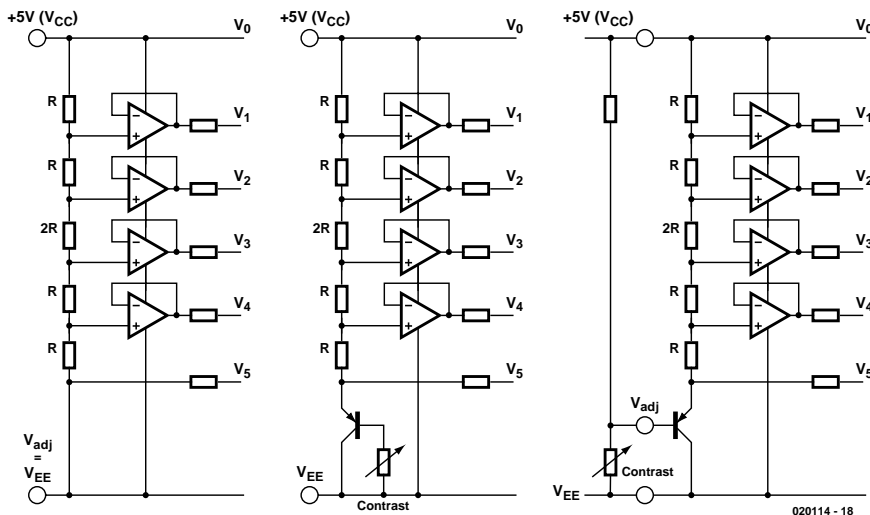 +5V (VCC)
V0
R
V1
R
V2
2R
V3
R
V4
R
V5
Vadj
=
VEE
+5V (VCC)
V0
R
V1
R
V2
2R
V3
R
V4
R
V5
VEE
Contrast
+5V (VCC)
V0
R
V1
R
V2
2R
V3
R
V4
R
V5
Vadj
Contrast
VEE
020114 - 18